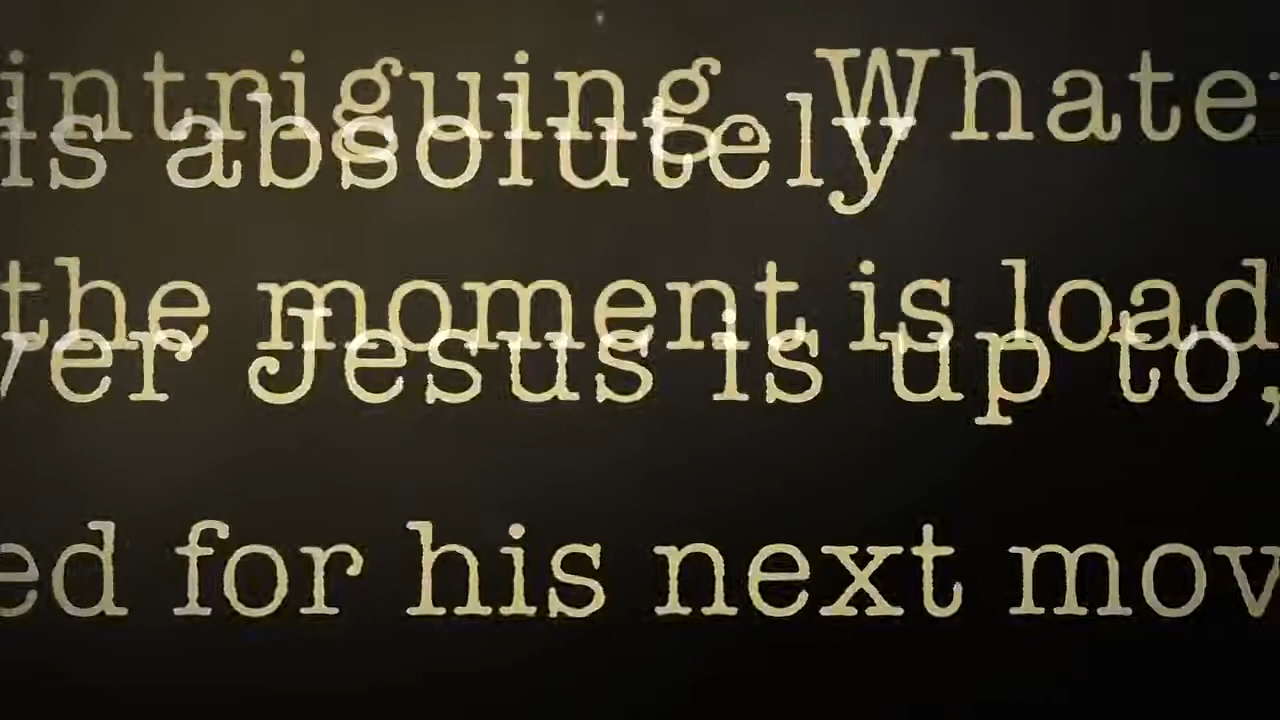 intriguing. Whate
is absolutely
the moment is load
ver Jesus is up to,
ed for his next mov